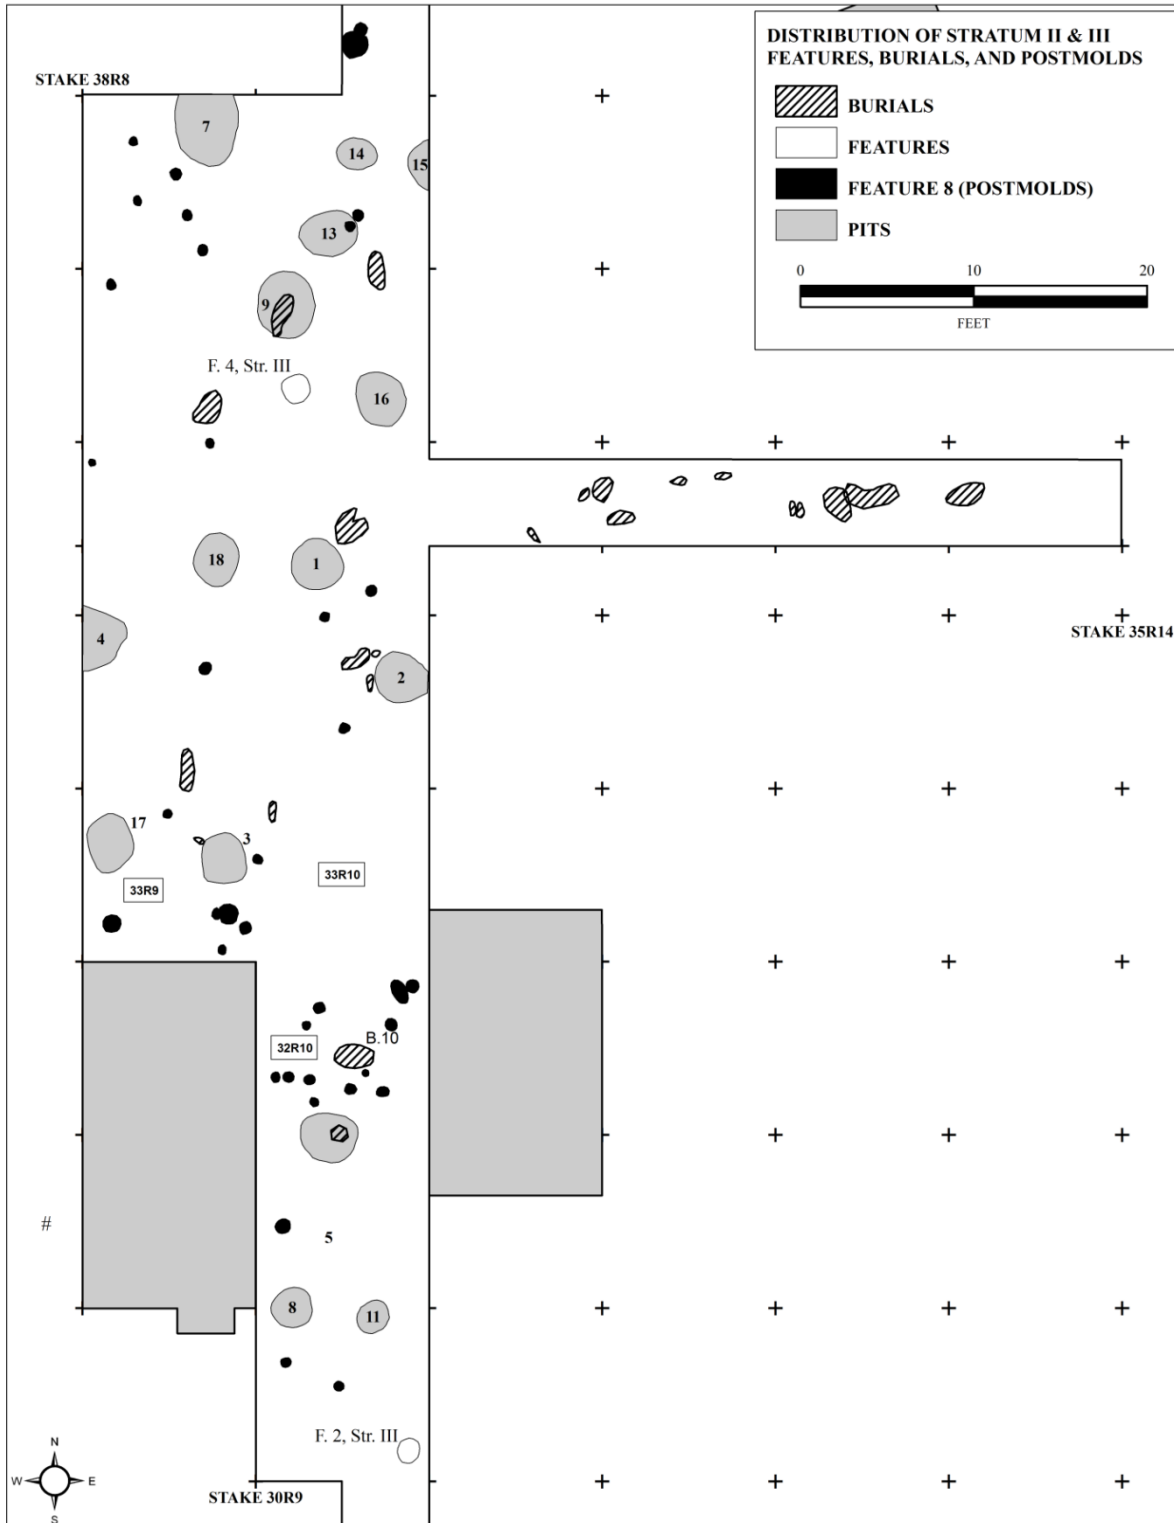 DISTRIBUTION OF STRATUM II & III
FEATURES, BURIALS, AND POSTMOLDS
BURIALS
FEATURES
FEATURE 8 (POSTMOLDS)
PITS
0 10 20
FEET
STAKE 38R8
7
14
15
13
9
F. 4, Str. III
16
18
1
4
STAKE 35R14
2
17
3
33R9
33R10
B.10
32R10
#
5
8
11
F. 2, Str. III
N
W E
S
STAKE 30R9